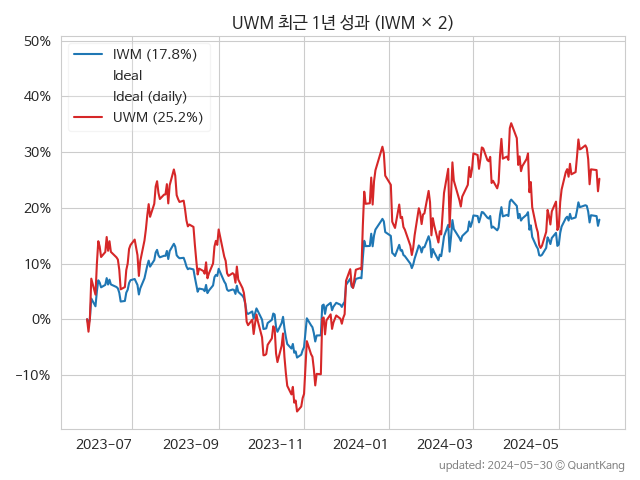 UWM 최근 1년 성과 (IWM × 2)
50%
40%
30%
20%
10%
0%
−10%
IWM (17.8%)
Ideal
Ideal (daily)
UWM (25.2%)
2023-07 2023-09 2023-11 2024-01 2024-03 2024-05
updated: 2024-05-30 © QuantKang